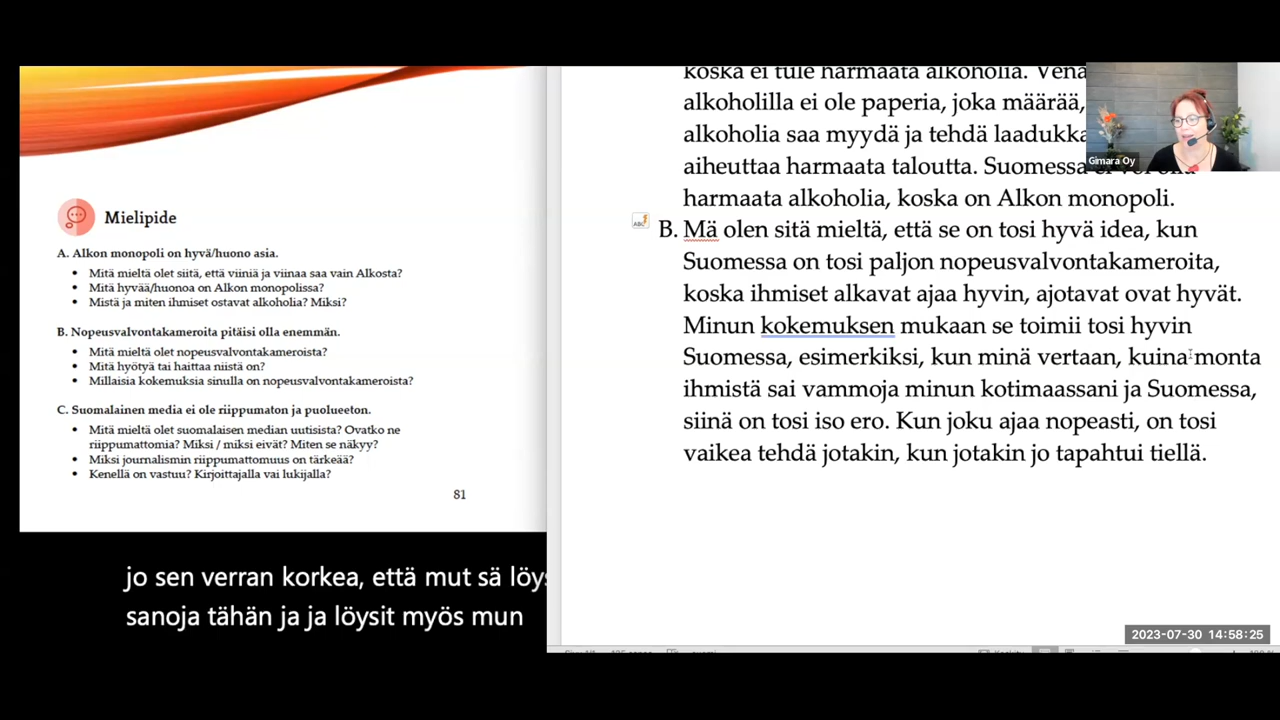 Mielipide
A. Alkon monopoli on hyvä/huono asia.
• Mitä mieltä olet siitä, että viiniä ja viinaa saa vain Alkosta?
• Mitä hyvää/huonoa on Alkon monopolissa?
• Mistä ja miten ihmiset ostavat alkoholia? Miksi?
B. Nopeusvalvontakameroita pitäisi olla enemmän.
• Mitä mieltä olet nopeusvalvontakameroista?
• Mitä hyötyä tai haittaa niistä on?
• Millaisia kokemuksia sinulla on nopeusvalvontakameroista?
C. Suomalainen media ei ole riippumaton ja puolueeton.
• Mitä mieltä olet suomalaisen median uutisista? Ovatko ne
riippumattomia? Miksi / miksi eivät? Miten se näkyy?
• Miksi journalismin riippumattomuus on tärkeää?
• Kenellä on vastuu? Kirjoittajalla vai lukijalla?
81
jo sen verran korkea, että mut sä löys
sanoja tähän ja ja löysit myös mun
koska ei tule harmaata alkoholia. Venä
alkoholilla ei ole paperia, joka määrää,
alkoholia saa myydä ja tehdä laadukka
aiheuttaa harmaata taloutta. Suomessa
harmaata alkoholia, koska on Alkon monopoli.
B. Mä olen sitä mieltä, että se on tosi hyvä idea, kun
Suomessa on tosi paljon nopeusvalvontakameroita,
koska ihmiset alkavat ajaa hyvin, ajotavat ovat hyvät.
Minun kokemuksen mukaan se toimii tosi hyvin
Suomessa, esimerkiksi, kun minä vertaan, kuina monta
ihmistä sai vammoja minun kotimaassani ja Suomessa,
siinä on tosi iso ero. Kun joku ajaa nopeasti, on tosi
vaikea tehdä jotakin, kun jotakin jo tapahtui tiellä.
Gimara Oy
2023-07-30 14:58:25